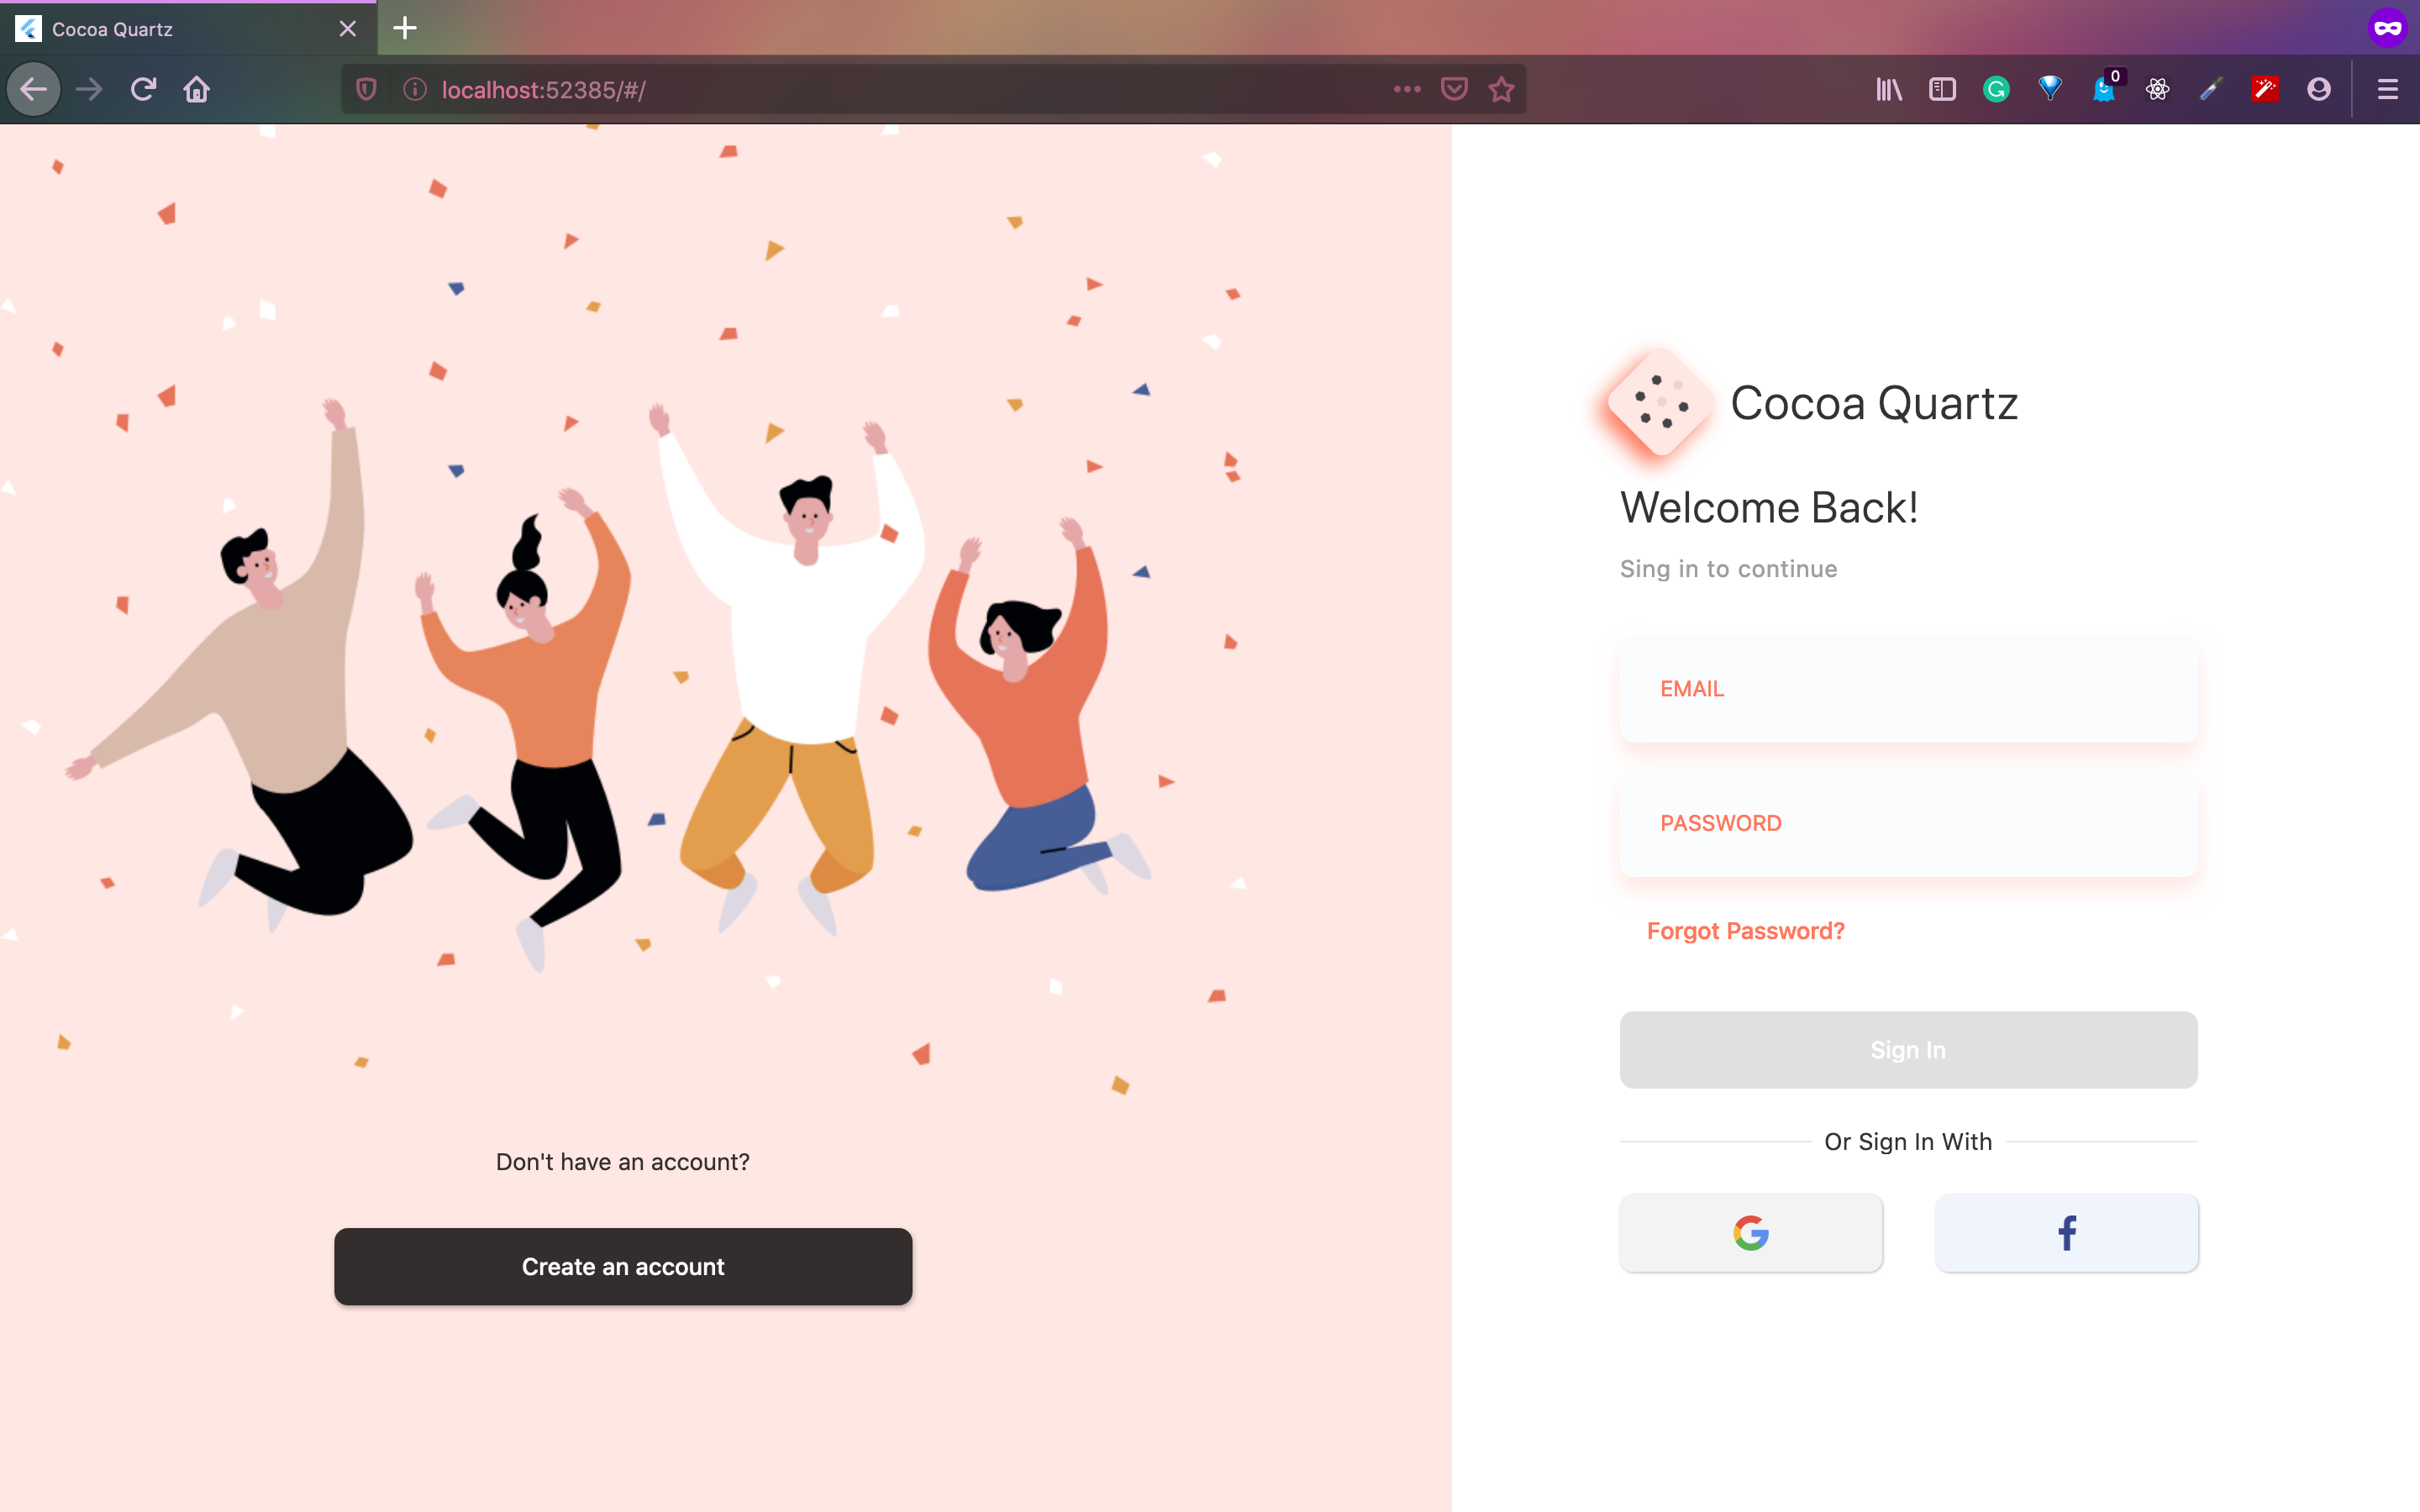 Cocoa Quartz
localhost:52385/#/
0
Cocoa Quartz
Welcome Back!
Sing in to continue
EMAIL
PASSWORD
Forgot Password?
Sign In
Or Sign In With
Don't have an account?
Create an account